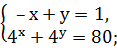 –x + y = 1,
4ˣ + 4ʸ = 80;